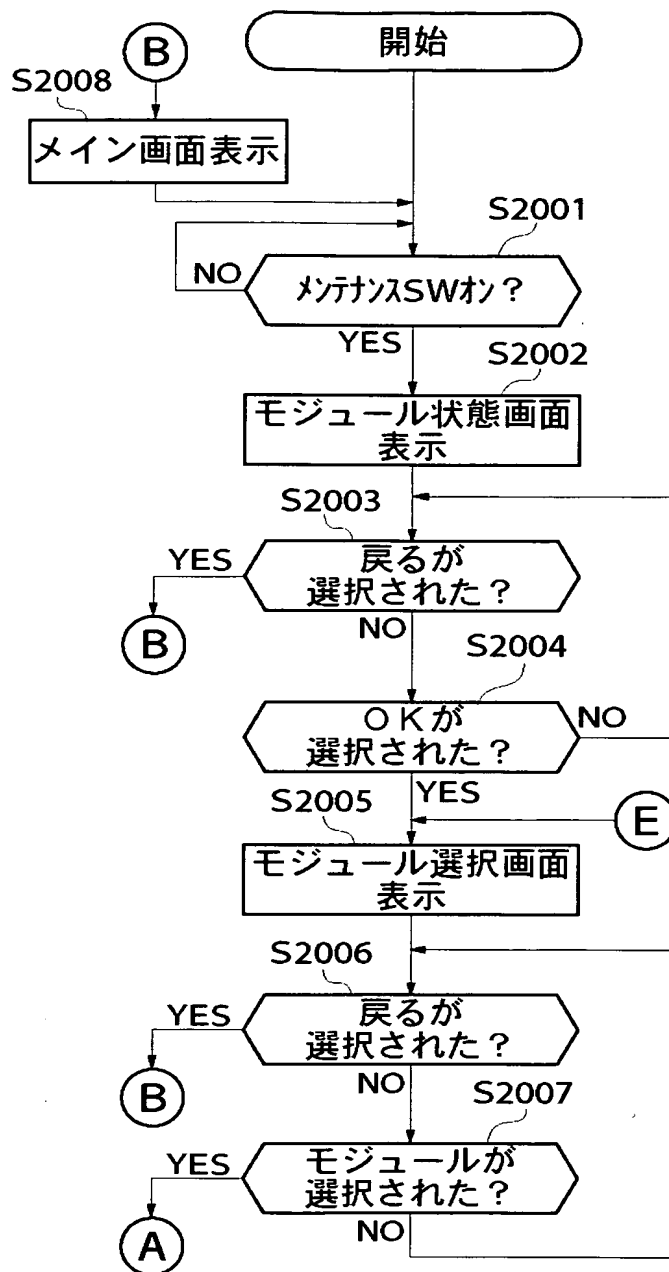 B
開始
S2008
メイン画面表示
S2001
NO
メンテナンスSWオン？
YES
S2002
モジュール状態画面
表示
S2003
YES
戻るが
選択された？
B
NO
S2004
OKが
選択された？
NO
S2005
YES
E
モジュール選択画面
表示
S2006
YES
戻るが
選択された？
B
NO
S2007
YES
モジュールが
選択された？
A
NO